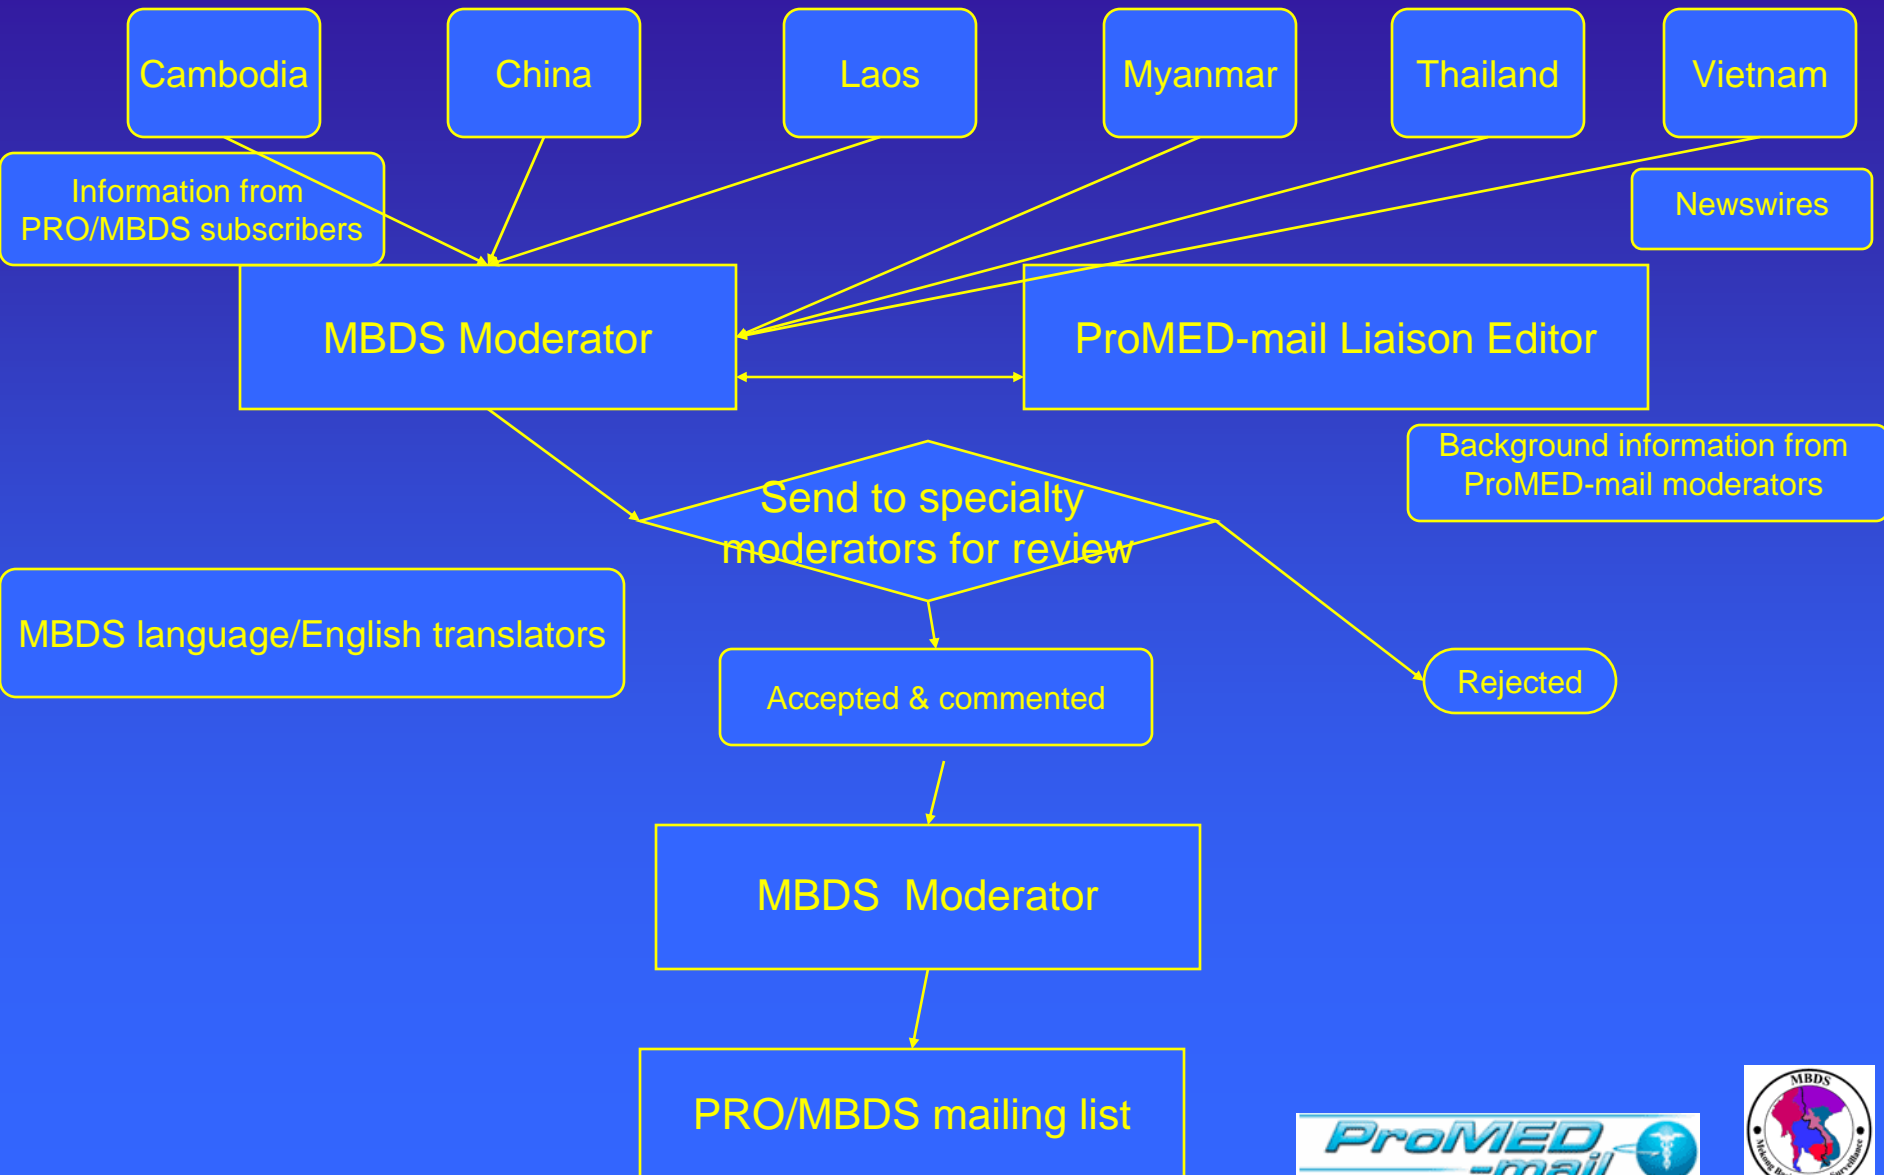 Cambodia
China
Laos
Myanmar
Thailand
Vietnam
Information from
PRO/MBDS subscribers
Newswires
MBDS Moderator
ProMED-mail Liaison Editor
Background information from
ProMED-mail moderators
Send to specialty
moderators for review
MBDS language/English translators
Accepted & commented
Rejected
MBDS  Moderator
PRO/MBDS mailing list
ProMED
-mail
MBDS